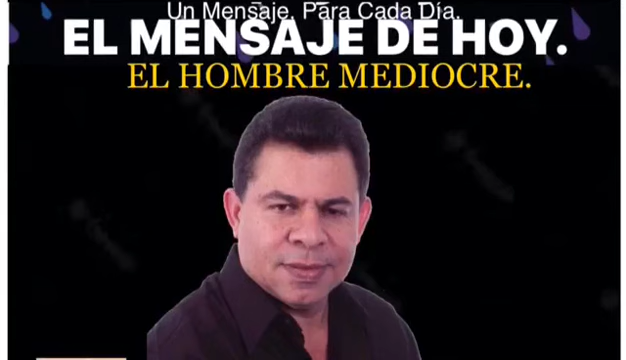 Un Mensaje. Para Cada Día.
EL MENSAJE DE HOY.
EL HOMBRE MEDIOCRE.